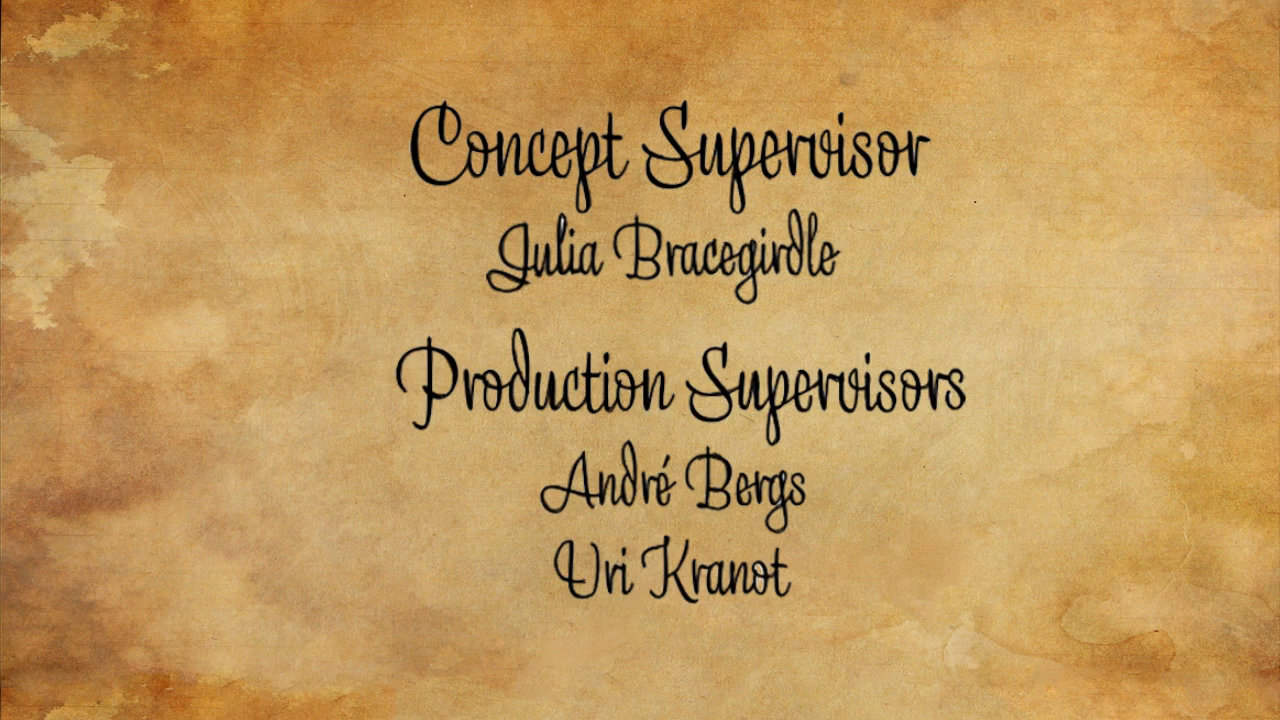 Concept Supervisor
Julia Bracegirdle
Production Supervisors
André Bergs
Uri Kranot